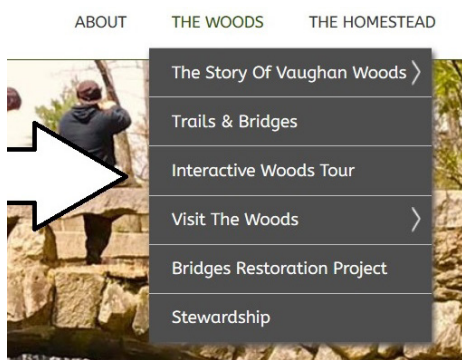 ABOUT THE WOODS THE HOMESTEAD
The Story Of Vaughan Woods
Trails & Bridges
Interactive Woods Tour
Visit The Woods
Bridges Restoration Project
Stewardship